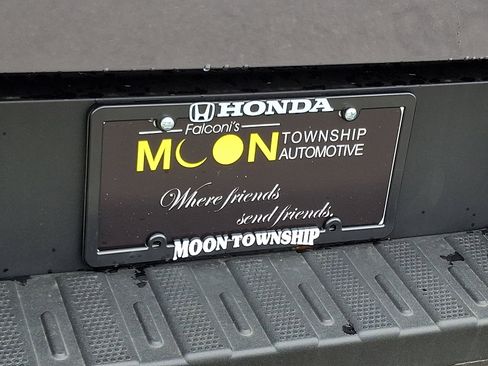 HONDA
Falconi's
MOON TOWNSHIP
AUTOMOTIVE
Where friends
send friends.
MOON TOWNSHIP